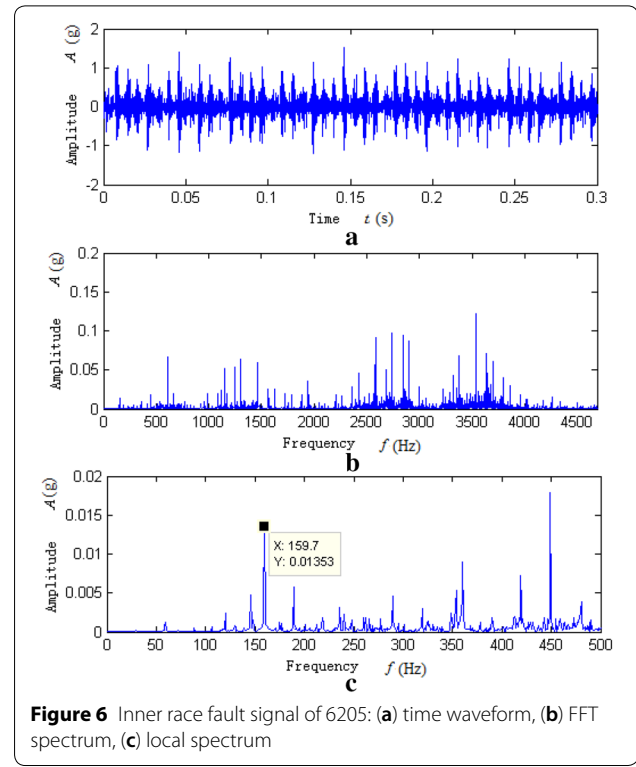 Amplitude A (g)
2
1
0
-1
-2
0 0.05 0.1 0.15 0.2 0.25 0.3
Time t (s)
a
Amplitude A (g)
0.2
0.15
0.1
0.05
0
0 500 1000 1500 2000 2500 3000 3500 4000 4500
Frequency f (Hz)
b
Amplitude A (g)
0.02
0.015
0.01
0.005
0
X: 159.7
Y: 0.01353
0 50 100 150 200 250 300 350 400 450 500
Frequency f (Hz)
c
Figure 6 Inner race fault signal of 6205: (a) time waveform, (b) FFT
spectrum, (c) local spectrum